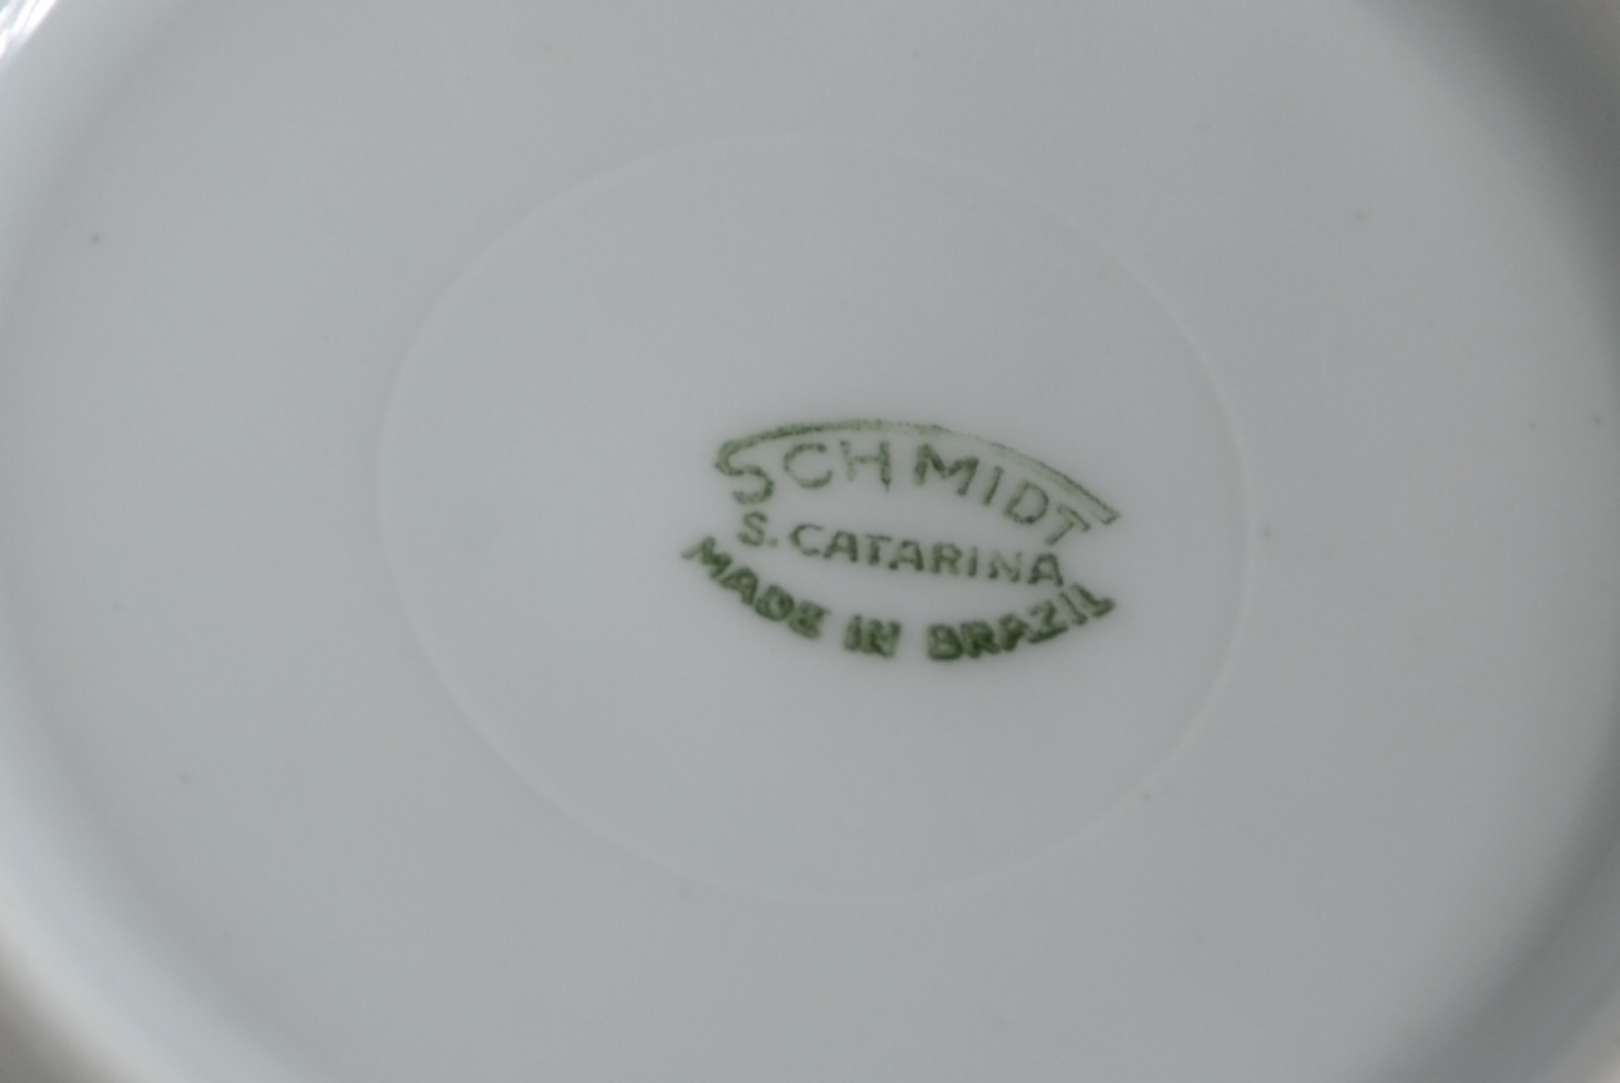 SCHMIDT
S. CATARINA
MADE IN BRAZIL